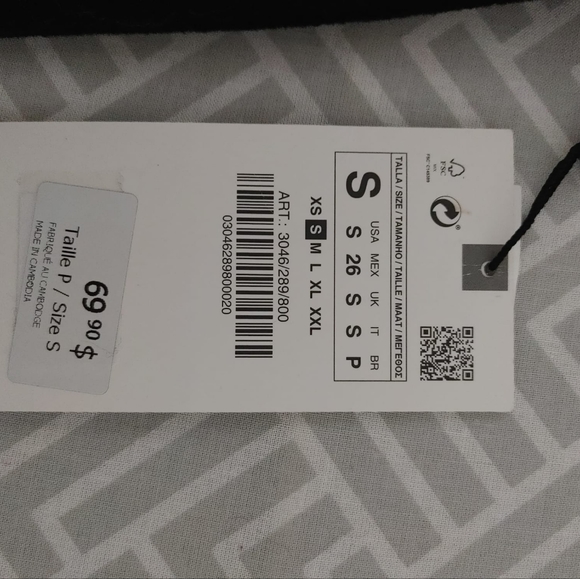 FSC
TALLA / SIZE / TAMANHO / TAILLE / MAAT / ΜΕΓΕΘΟΣ
S
USA MEX UK IT BR
S 26 S S P
XS S M L XL XXL
ART.: 3046/289/800
03046289800020
69 90 $
Taille P / Size S
FABRIQUÉ AU CAMBODGE
MADE IN CAMBODIA